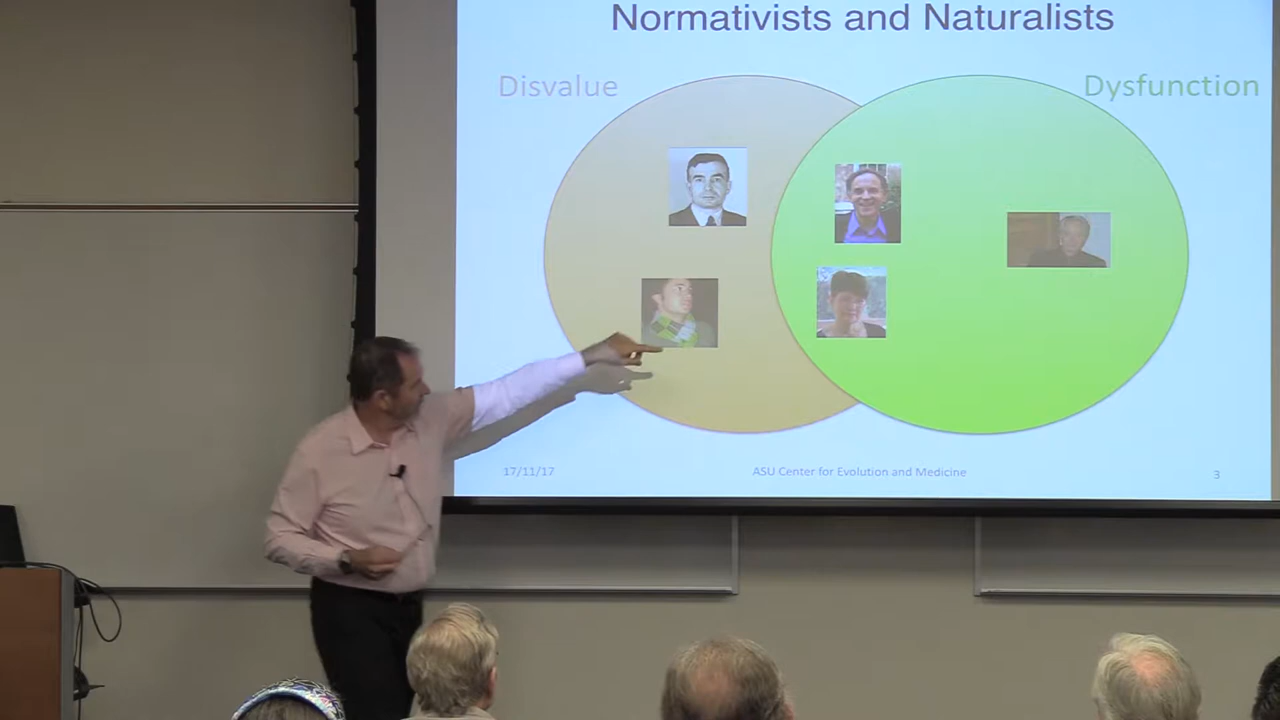 Normativists and Naturalists
Disvalue
Dysfunction
17/11/17
ASU Center for Evolution and Medicine
3